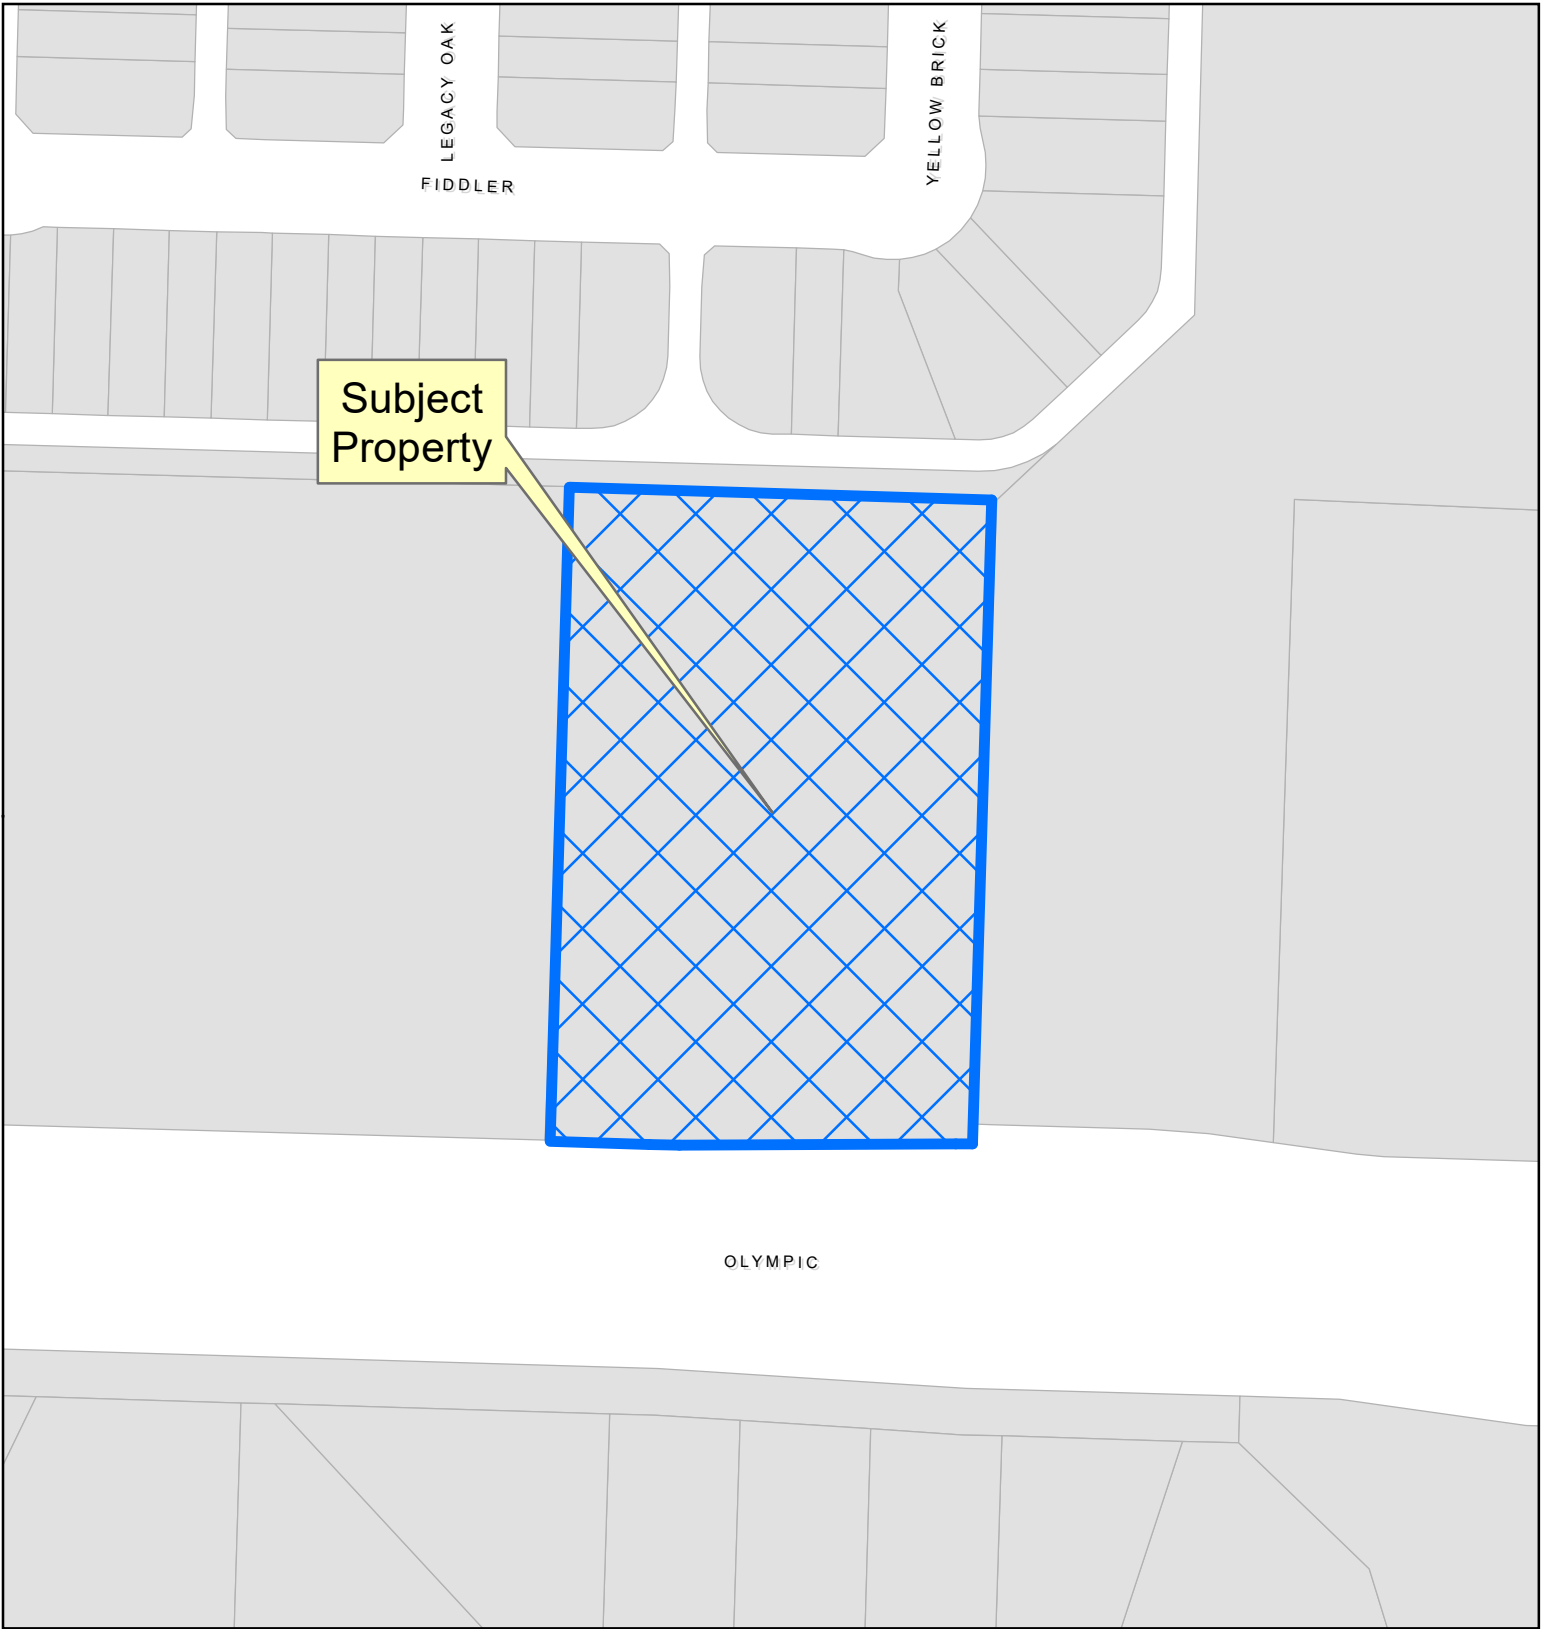 LEGACY OAK
YELLOW BRICK
FIDDLER
Subject
Property
OLYMPIC